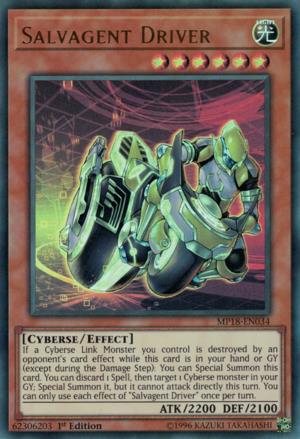 SALVAGENT DRIVER
光
MP18-EN034
[CYBERSE/EFFECT]
If a Cyberse Link Monster you control is destroyed by an
opponent's card effect while this card is in your hand or GY
(except during the Damage Step): You can Special Summon this
card. You can discard 1 Spell, then target 1 Cyberse monster in your
GY; Special Summon it, but it cannot attack directly this turn. You
can only use each effect of "Salvagent Driver" once per turn.
ATK/2200 DEF/2100
62306203 1st Edition ©1996 KAZUKI TAKAHASHI